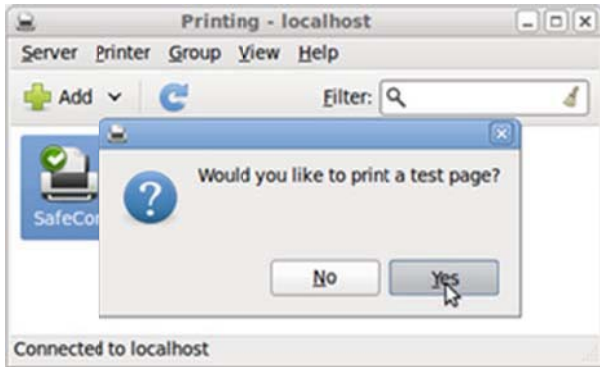 Printing - localhost
Server Printer Group View Help
Add Filter:
Would you like to print a test page?
No Yes
Connected to localhost